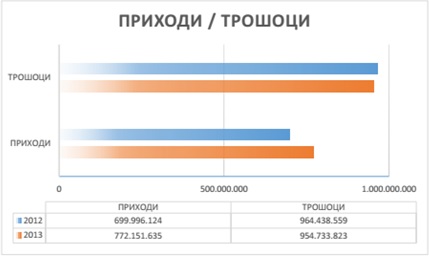 ПРИХОДИ / ТРОШОЦИ
ТРОШОЦИ
ПРИХОДИ
0 500.000.000 1.000.000.000
ПРИХОДИ ТРОШОЦИ
2012 699.996.124 964.438.559
2013 772.151.635 954.733.823